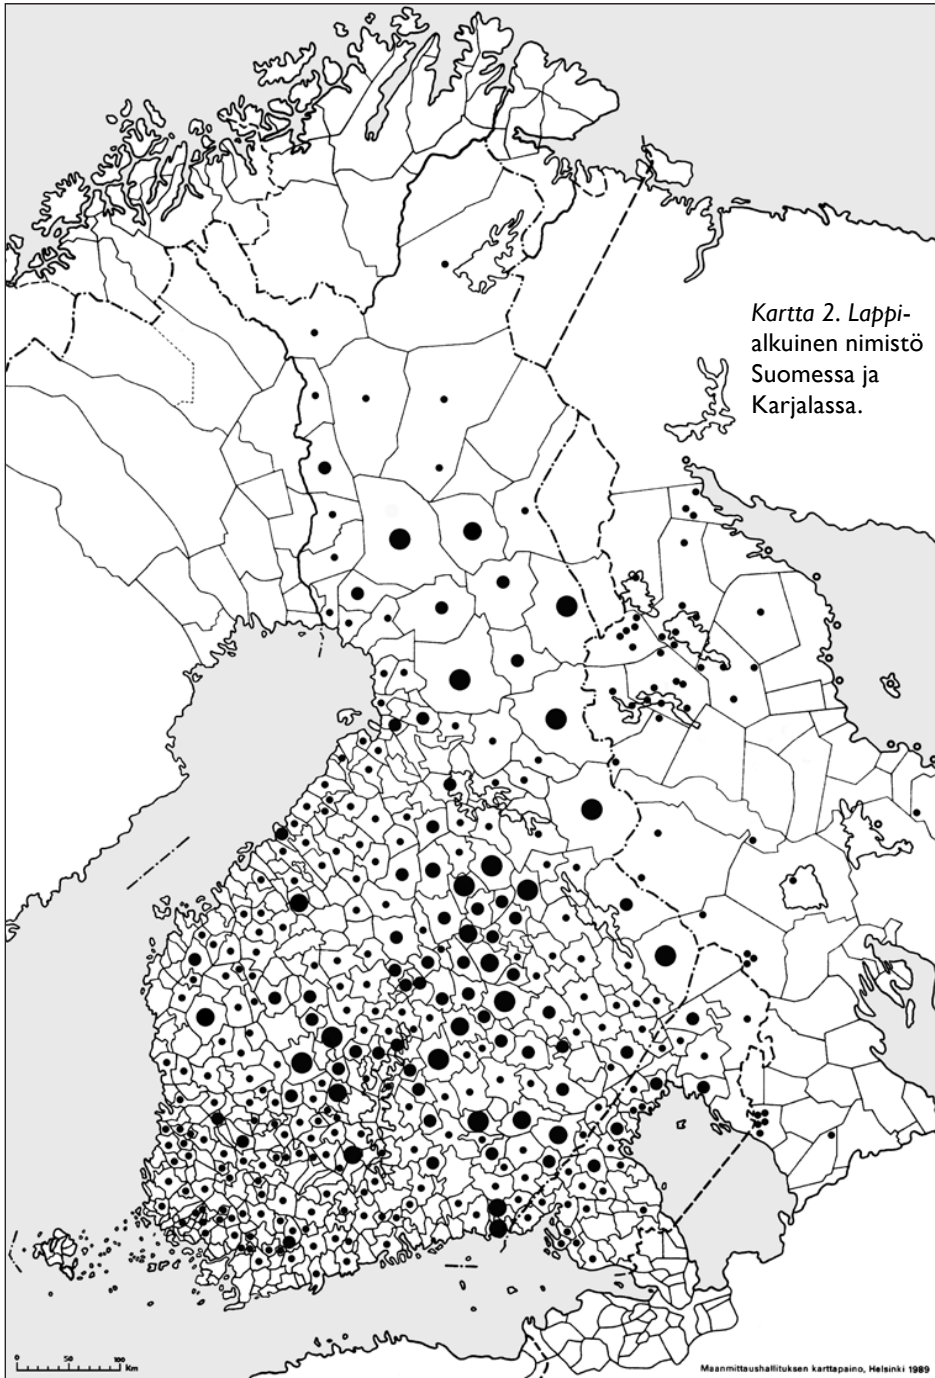 Kartta 2. Lappi-
alkuinen nimistö
Suomessa ja
Karjalassa.
0 50 100
Km
Maanmittaushallituksen karttapaino, Helsinki 1989